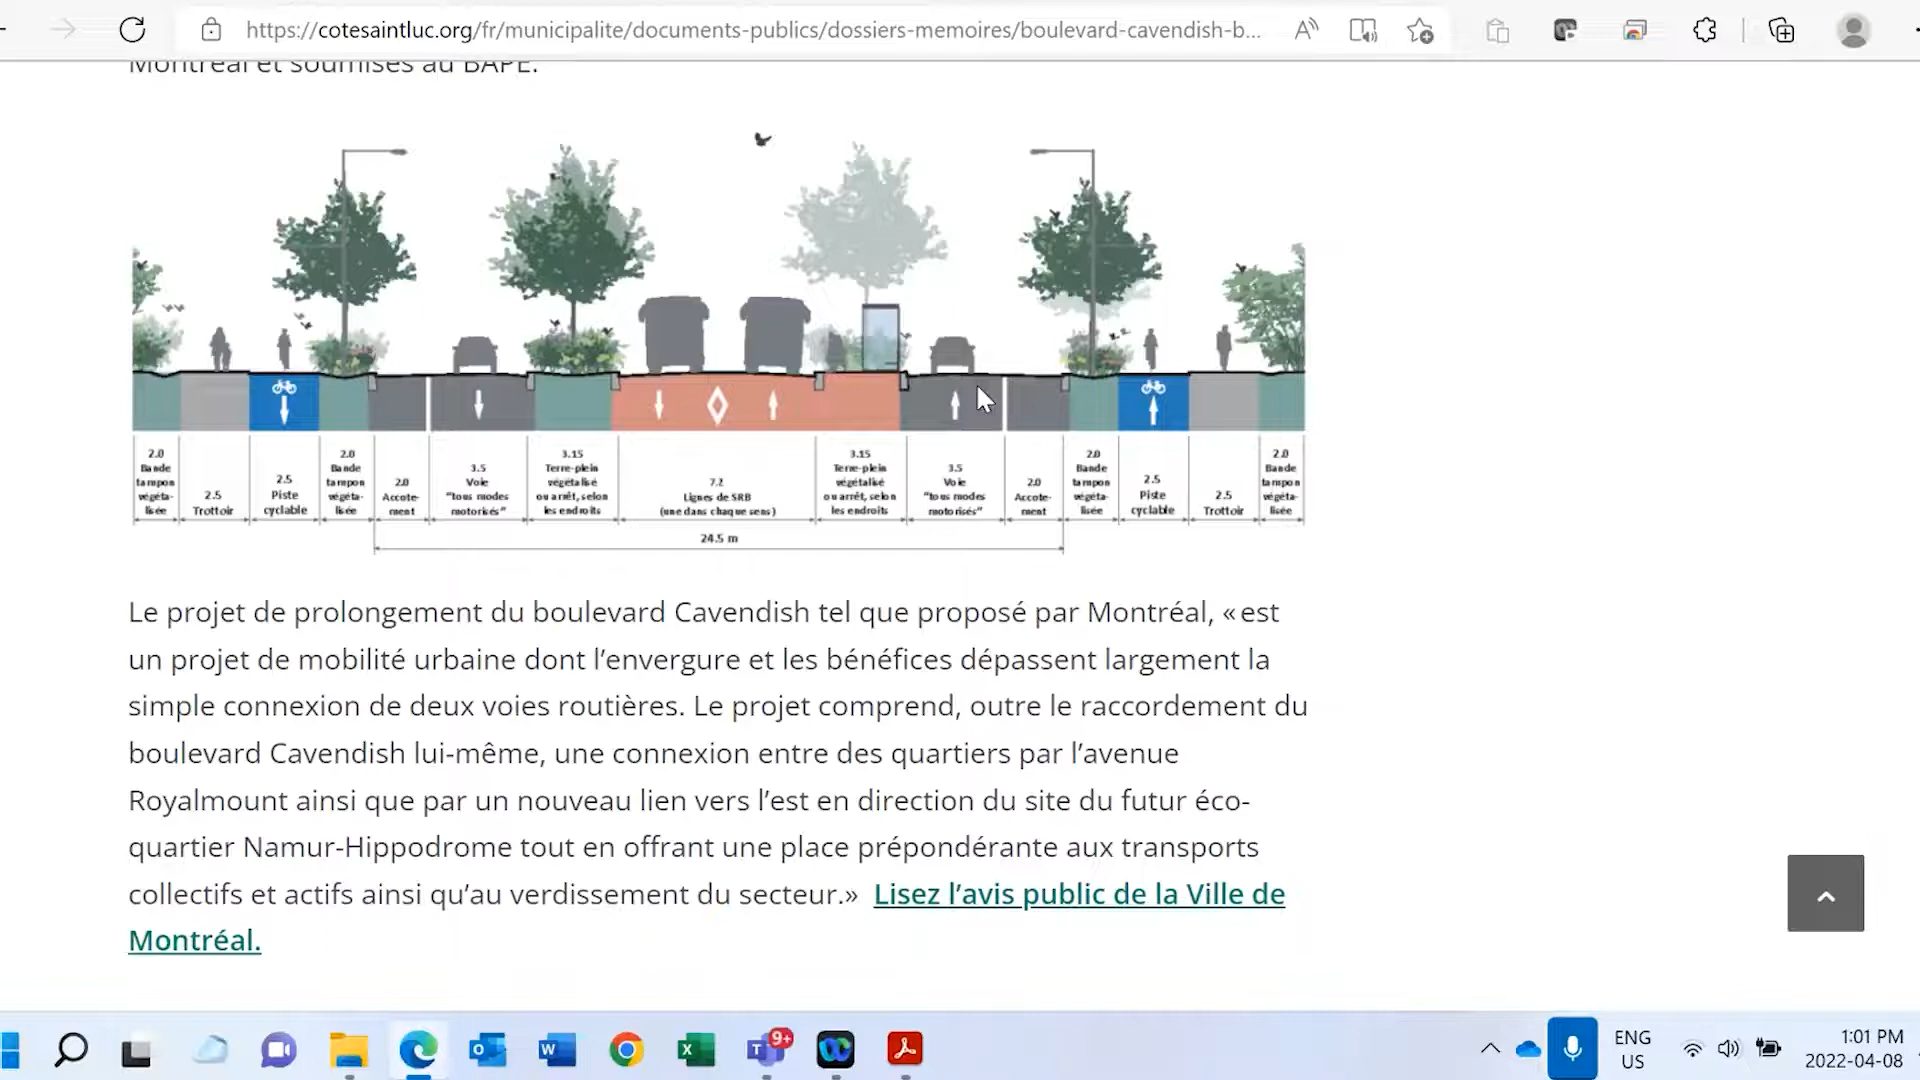 https://cotesaintluc.org/fr/municipalite/documents-publics/dossiers-memoires/boulevard-cavendish-b...
Montréal et soumises au BAPE.
2.0 Bande tampon végéta-lisée
2.5 Trottoir
2.5 Piste cyclable
2.0 Bande tampon végéta-lisée
2.0 Accote-ment
3.5 Voie "tous modes motorisés"
3.15 Terre-plein végétalisé ou arrêt, selon les endroits
7.2 Lignes de SRB (une dans chaque sens)
3.15 Terre-plein végétalisé ou arrêt, selon les endroits
3.5 Voie "tous modes motorisés"
2.0 Accote-ment
2.0 Bande tampon végéta-lisée
2.5 Piste cyclable
2.5 Trottoir
2.0 Bande tampon végéta-lisée
24.5 m
Le projet de prolongement du boulevard Cavendish tel que proposé par Montréal, « est
un projet de mobilité urbaine dont l’envergure et les bénéfices dépassent largement la
simple connexion de deux voies routières. Le projet comprend, outre le raccordement du
boulevard Cavendish lui-même, une connexion entre des quartiers par l’avenue
Royalmount ainsi que par un nouveau lien vers l’est en direction du site du futur éco-
quartier Namur-Hippodrome tout en offrant une place prépondérante aux transports
collectifs et actifs ainsi qu’au verdissement du secteur.» Lisez l’avis public de la Ville de
Montréal.
9+
ENG
US
1:01 PM
2022-04-08